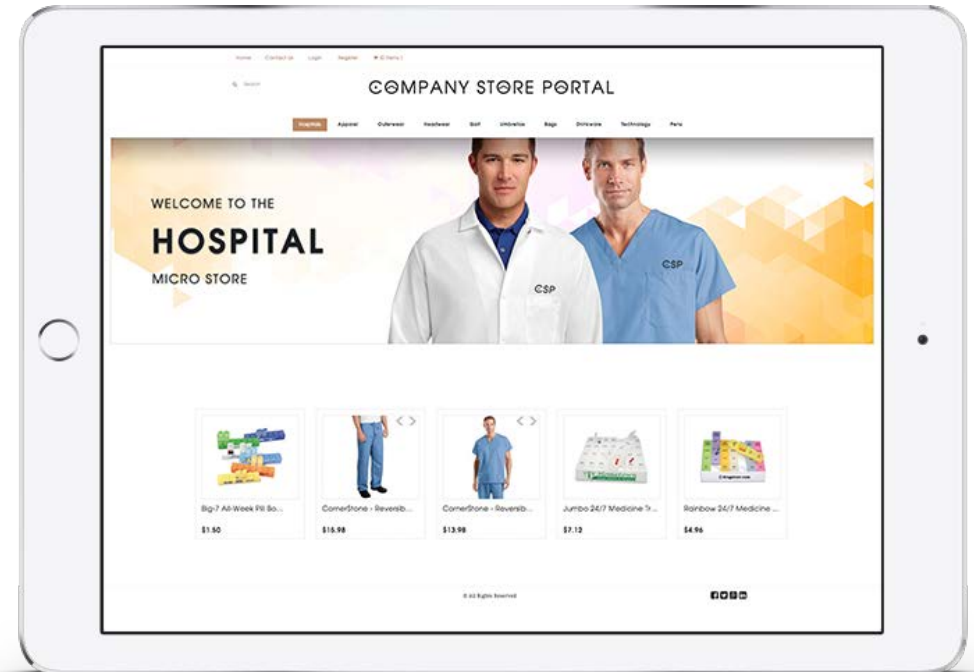 Home Contact Us Login Register
Search
COMPANY STORE PORTAL
Hospitals Apparel Outerwear Headwear Golf Umbrellas Bags Drinkware Technology Pens
WELCOME TO THE
HOSPITAL
MICRO STORE
CSP
CSP
Big-7 All-Week Pill Bo...
CornerStone - Reversib...
CornerStone - Reversib...
Jumbo 24/7 Medicine Tr...
Rainbow 24/7 Medicine ...
$1.50
$15.98
$13.98
$7.12
$4.96
© All Rights Reserved